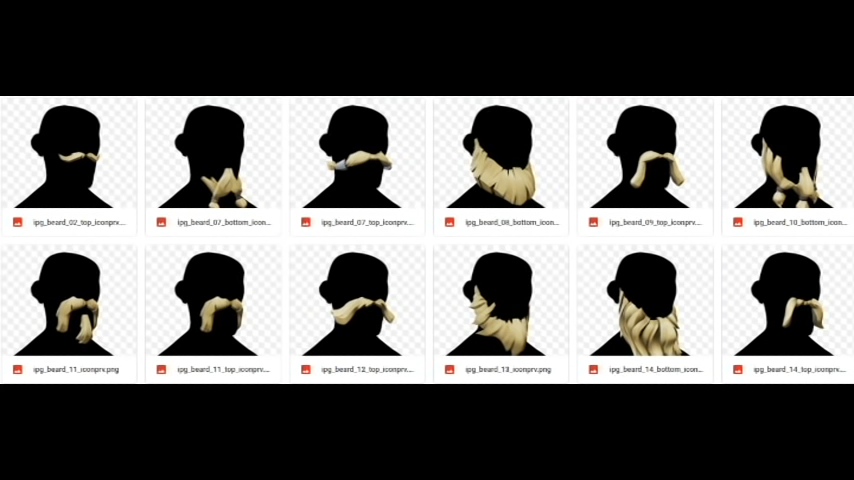 ipg_beard_02_top_iconprv....
ipg_beard_07_bottom_icon...
ipg_beard_07_top_iconprv....
ipg_beard_08_bottom_icon...
ipg_beard_09_top_iconprv....
ipg_beard_10_bottom_icon...
ipg_beard_11_iconprv.png
ipg_beard_11_top_iconprv....
ipg_beard_12_top_iconprv....
ipg_beard_13_iconprv.png
ipg_beard_14_bottom_icon...
ipg_beard_14_top_iconprv....